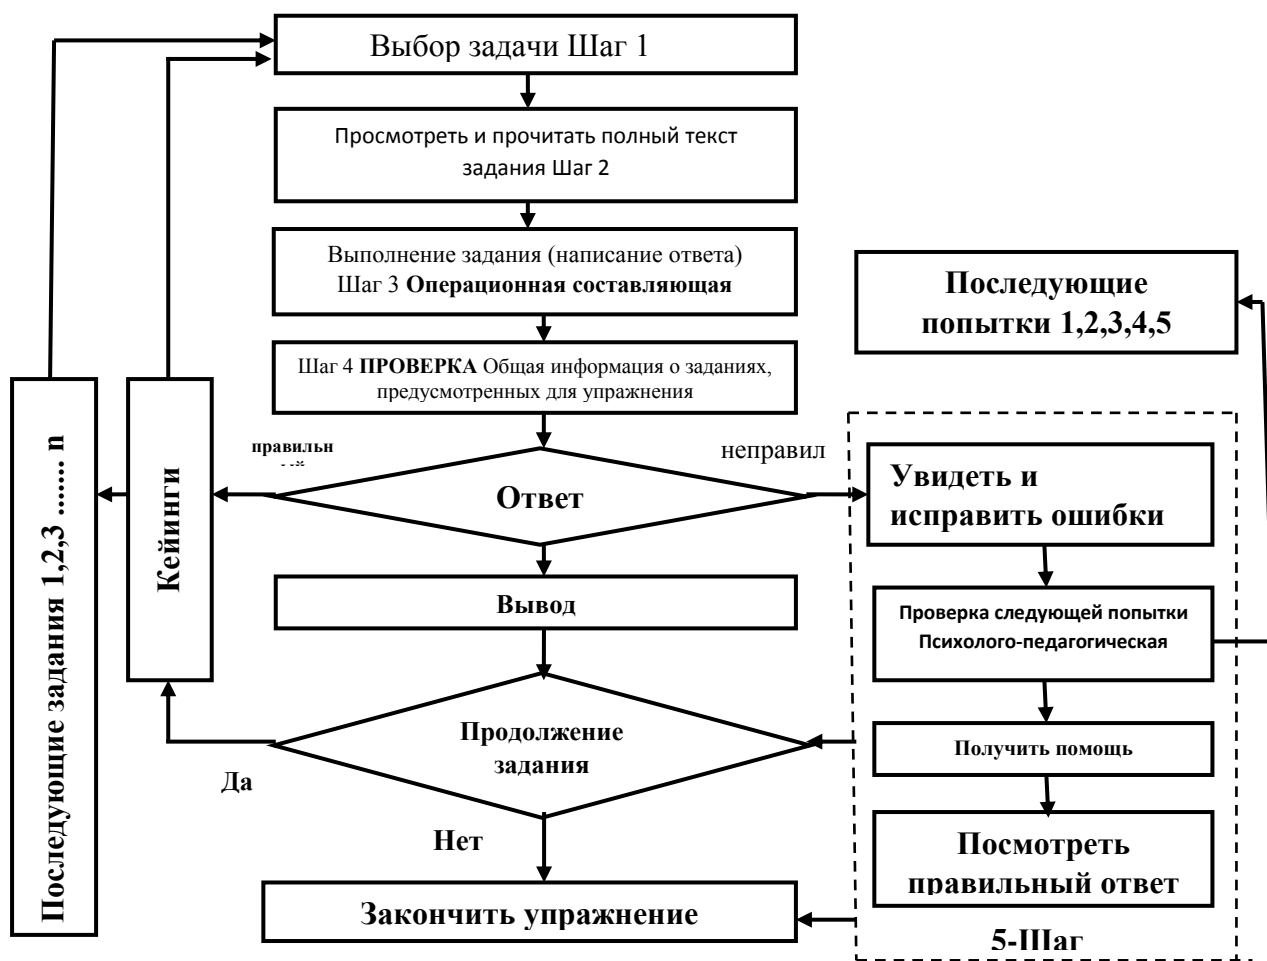 Выбор задачи Шаг 1
Просмотреть и прочитать полный текст
задания Шаг 2
Выполнение задания (написание ответа)
Шаг 3 Операционная составляющая
Шаг 4 ПРОВЕРКА Общая информация о заданиях,
предусмотренных для упражнения
Последующие
попытки 1,2,3,4,5
Последующие задания 1,2,3 ....... n
Кейинги
правильн
неправил
Ответ
Увидеть и
исправить ошибки
Вывод
Проверка следующей попытки
Психолого-педагогическая
Продолжение
задания
Получить помощь
Да
Нет
Посмотреть
правильный ответ
Закончить упражнение
5-Шаг